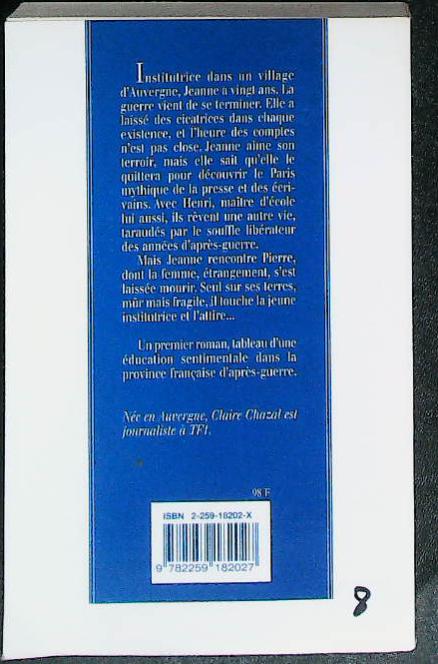 Institutrice dans un village
d'Auvergne, Jeanne a vingt ans. La
guerre vient de se terminer. Elle a
laissé des cicatrices dans chaque
existence, et l'heure des comptes
n'est pas close. Jeanne aime son
terroir, mais elle sait qu'elle le
quittera pour découvrir le Paris
mythique de la presse et des écri-
vains. Avec Henri, maître d'école
lui aussi, ils rêvent une autre vie,
taraudés par le souffle libérateur
des années d'après-guerre.
Mais Jeanne rencontre Pierre,
dont la femme, étrangement, s'est
laissée mourir. Seul sur ses terres,
mûr mais fragile, il touche la jeune
institutrice et l'attire...
Un premier roman, tableau d'une
éducation sentimentale dans la
province française d'après-guerre.
Née en Auvergne, Claire Chazal est
journaliste à TF1.
98 F
ISBN 2-259-18202-X
9 782259 182027
8